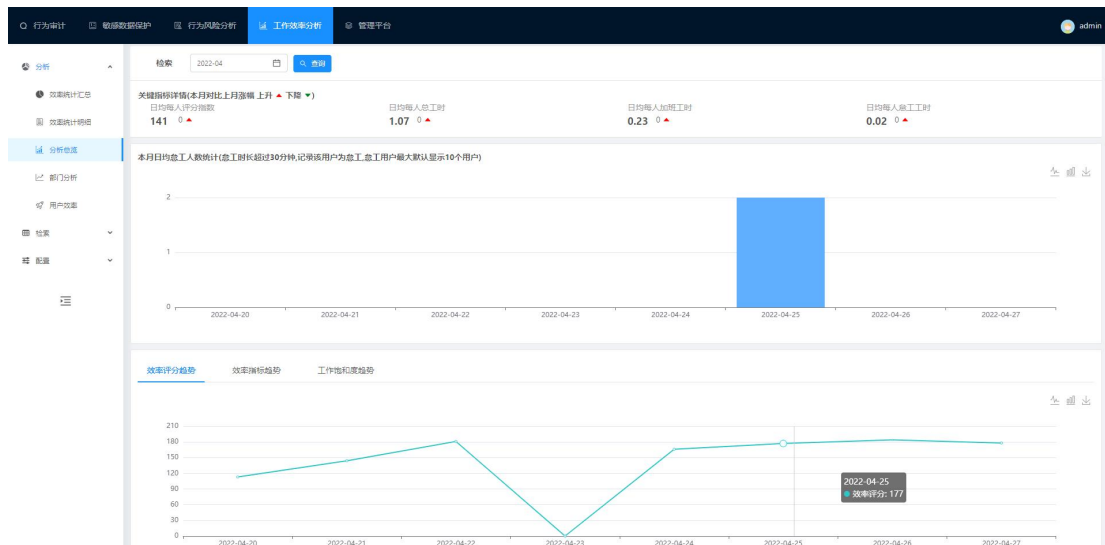 行为审计 敏感数据保护 行为风险分析 工作效率分析 管理平台 admin
分析
效率统计汇总
效率统计明细
分析总览
部门分析
用户效率
检索
配置
检索 2022-04 查询
关键指标详情(本月对比上月涨幅 上升 ▲ 下降 ▼)
日均每人评分指数 日均每人总工时 日均每人加班工时 日均每人怠工工时
141 0 ▲ 1.07 0 ▲ 0.23 0 ▲ 0.02 0 ▲
本月日均怠工人数统计(怠工时长超过30分钟,记录该用户为怠工,怠工用户最大默认显示10个用户)
2
1
0
2022-04-20 2022-04-21 2022-04-22 2022-04-23 2022-04-24 2022-04-25 2022-04-26 2022-04-27
效率评分趋势 效率指标趋势 工作饱和度趋势
210
180
150
120
90
60
30
0
2022-04-25
效率评分: 177
2022-04-20 2022-04-21 2022-04-22 2022-04-23 2022-04-24 2022-04-25 2022-04-26 2022-04-27